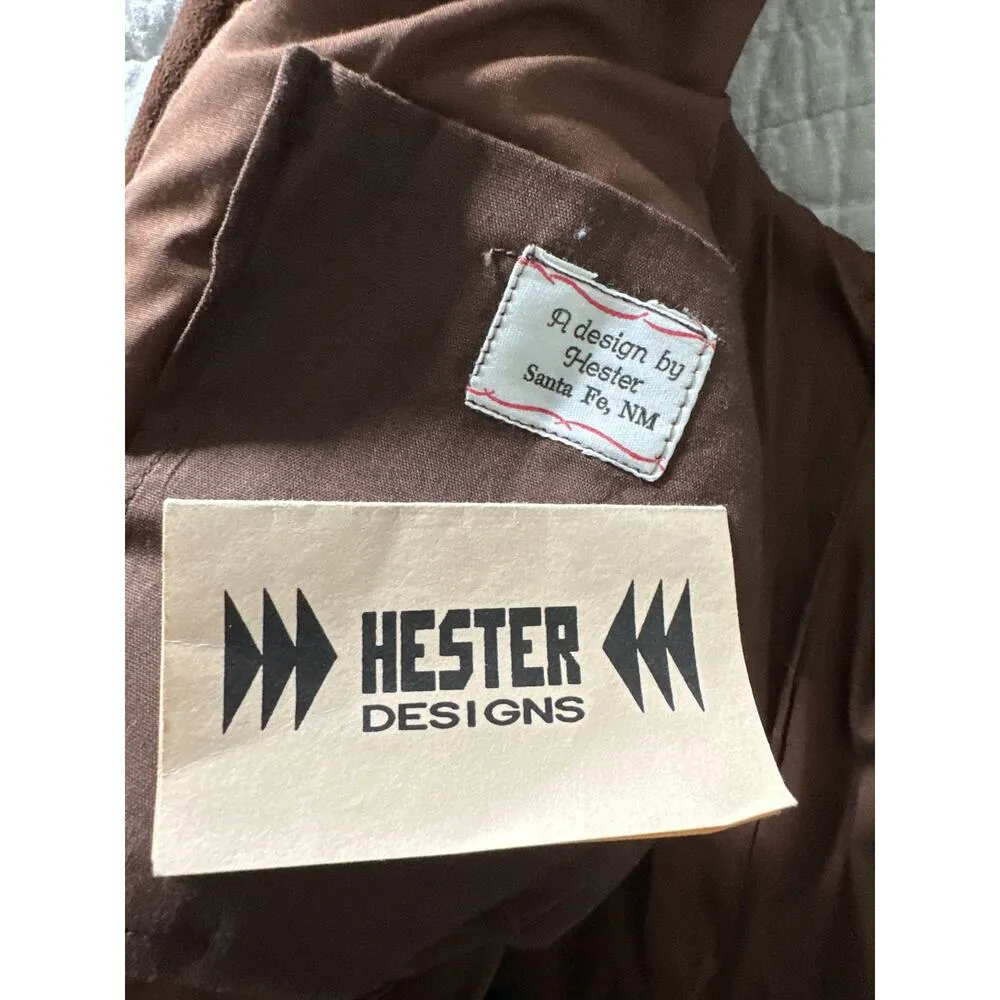 A design by
Hester
Santa Fe, NM
HESTER
DESIGNS